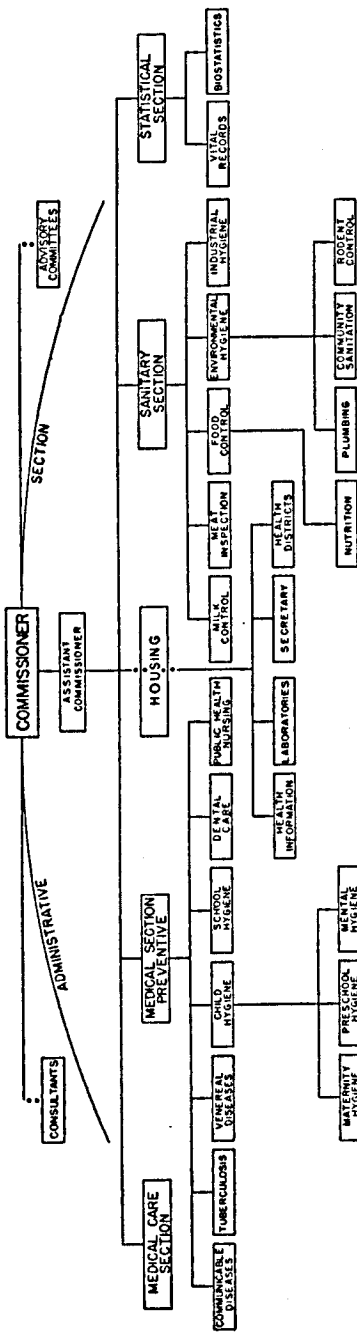 COMMISSIONER
CONSULTANTS
ADVISORY
COMMITTEES
ADMINISTRATIVE
SECTION
ASSISTANT
COMMISSIONER
MEDICAL CARE
SECTION
MEDICAL SECTION
PREVENTIVE
HOUSING
SANITARY
SECTION
STATISTICAL
SECTION
COMMUNICABLE
DISEASES
TUBERCULOSIS
VENEREAL
DISEASES
CHILD
HYGIENE
SCHOOL
HYGIENE
DENTAL
CARE
PUBLIC HEALTH
NURSING
MILK
CONTROL
MEAT
INSPECTION
FOOD
CONTROL
ENVIRONMENTAL
HYGIENE
INDUSTRIAL
HYGIENE
VITAL
RECORDS
BIOSTATISTICS
HEALTH
INFORMATION
LABORATORIES
SECRETARY
HEALTH
DISTRICTS
MATERNITY
HYGIENE
PRESCHOOL
HYGIENE
MENTAL
HYGIENE
NUTRITION
PLUMBING
COMMUNITY
SANITATION
RODENT
CONTROL